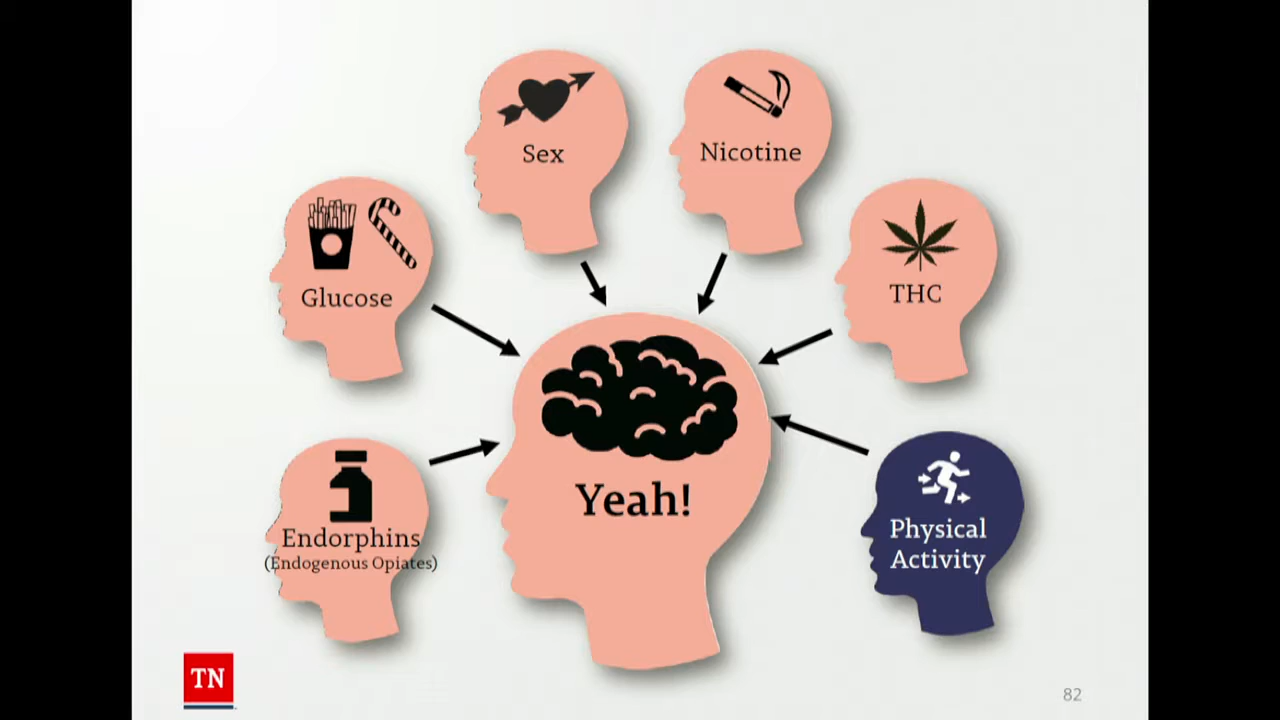 Sex
Nicotine
Glucose
THC
Yeah!
Endorphins
(Endogenous Opiates)
Physical
Activity
TN
82